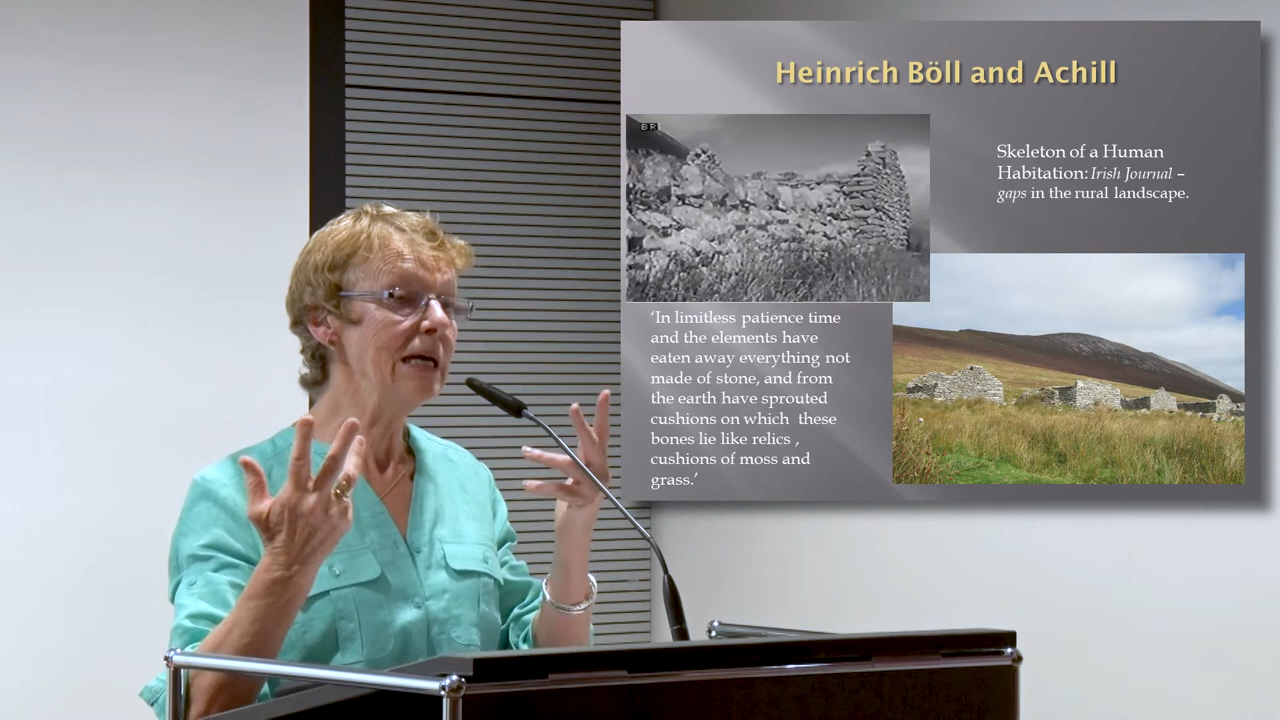 Heinrich Böll and Achill
BR
Skeleton of a Human
Habitation: Irish Journal –
gaps in the rural landscape.
‘In limitless patience time
and the elements have
eaten away everything not
made of stone, and from
the earth have sprouted
cushions on which these
bones lie like relics ,
cushions of moss and
grass.’